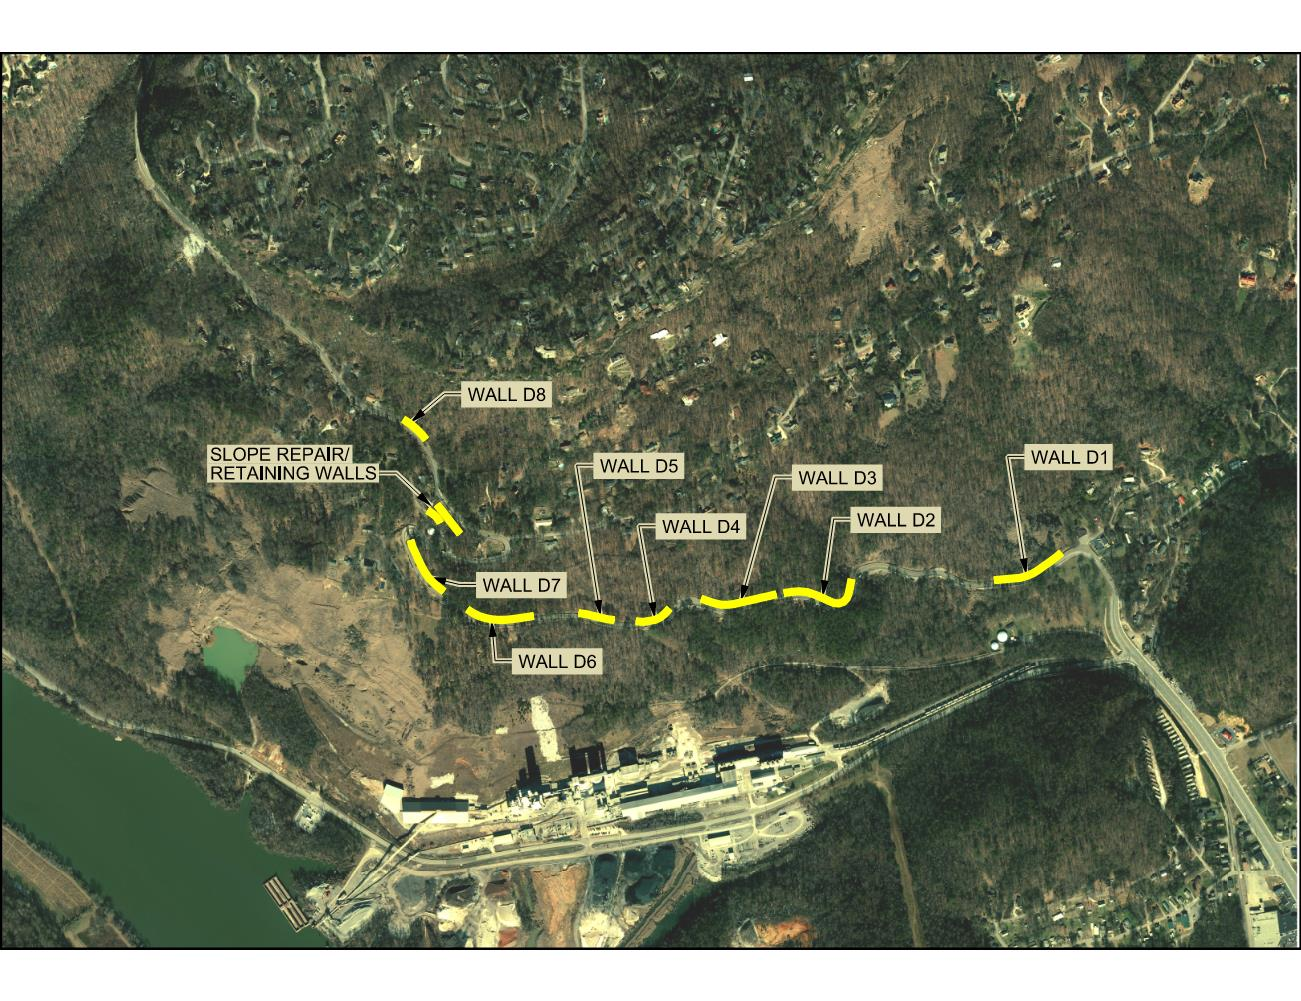 WALL D8
SLOPE REPAIR/
RETAINING WALLS
WALL D5
WALL D3
WALL D1
WALL D4
WALL D2
WALL D7
WALL D6